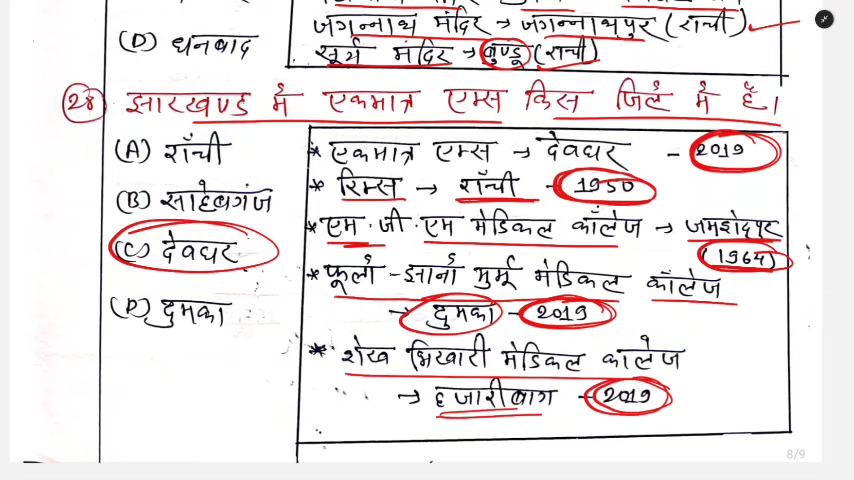 जगन्नाथ मंदिर → जगन्नाथपुर (राँची)
(D) धनबाद
सूर्य मंदिर → बुण्डू (राँची)
28 झारखण्ड में एकमात्र एम्स किस जिले में है।
(A) राँची
(B) साहेबगंज
(C) देवघर
(D) दुमका
* एकमात्र एम्स → देवघर - 2019
* रिम्स → राँची - 1950
* एम.जी.एम मेडिकल कॉलेज → जमशेदपुर
(1964)
* फूलो-झानो मुर्मू मेडिकल कॉलेज
→ दुमका - 2019
* शेख भिखारी मेडिकल कालेज
→ हजारीबाग - 2019
8/9